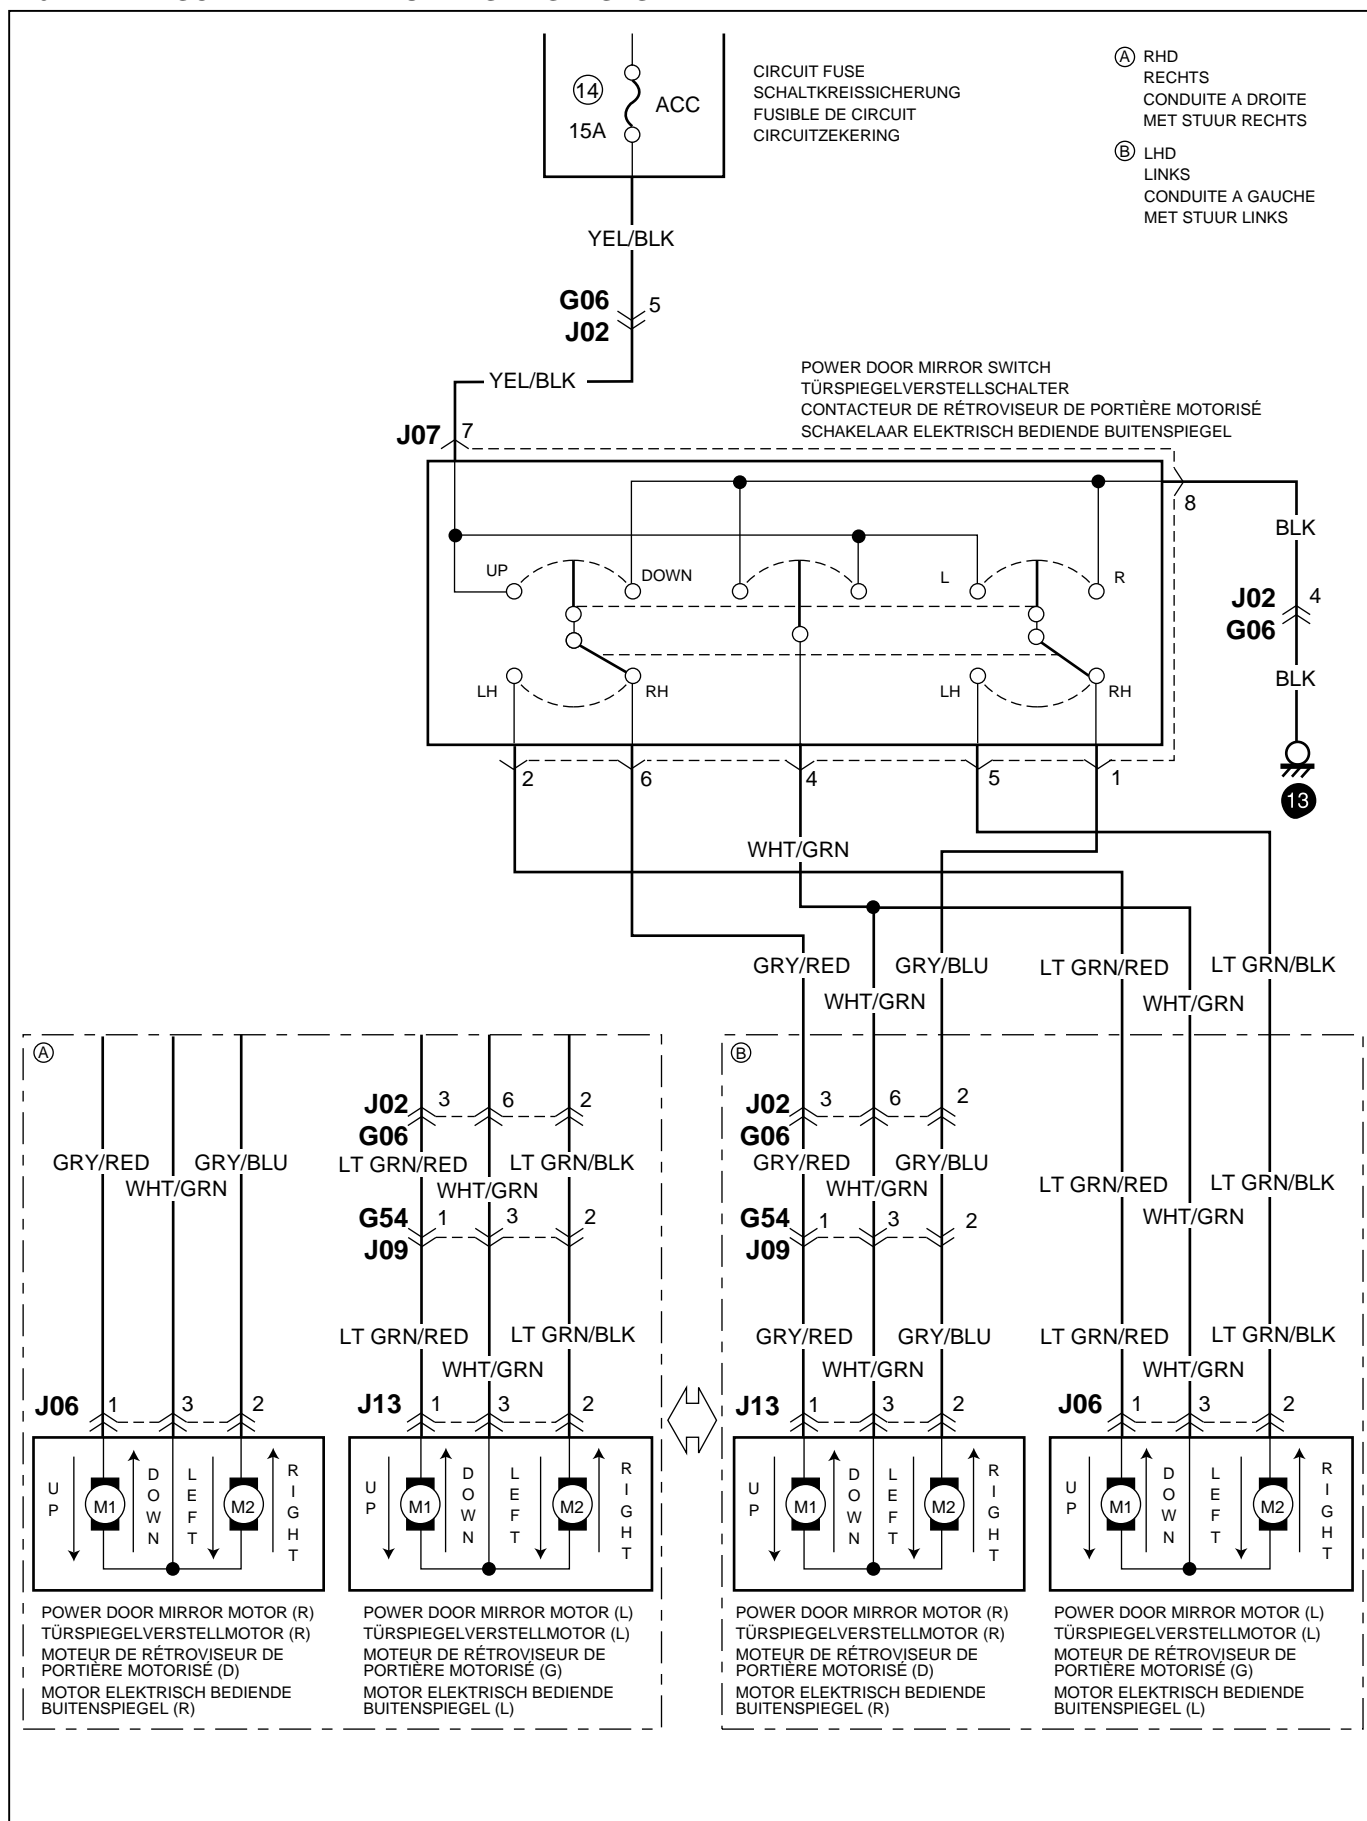 14
15A
ACC
CIRCUIT FUSE
SCHALTKREISSICHERUNG
FUSIBLE DE CIRCUIT
CIRCUITZEKERING
A RHD
RECHTS
CONDUITE A DROITE
MET STUUR RECHTS
B LHD
LINKS
CONDUITE A GAUCHE
MET STUUR LINKS
YEL/BLK
G06 5
J02
YEL/BLK
POWER DOOR MIRROR SWITCH
TÜRSPIEGELVERSTELLSCHALTER
CONTACTEUR DE RÉTROVISEUR DE PORTIÈRE MOTORISÉ
SCHAKELAAR ELEKTRISCH BEDIENDE BUITENSPIEGEL
J07 7
8
BLK
UP DOWN L R
J02 4
G06
BLK
LH RH LH RH
2 6 4 5 1
13
WHT/GRN
GRY/RED GRY/BLU LT GRN/RED LT GRN/BLK
WHT/GRN WHT/GRN
A
J02 3 6 2
G06
GRY/RED GRY/BLU LT GRN/RED LT GRN/BLK
WHT/GRN WHT/GRN
G54 1 3 2
J09
LT GRN/RED LT GRN/BLK
WHT/GRN
J06 1 3 2
J13 1 3 2
UP M1 DOWN LEFT M2 RIGHT
UP M1 DOWN LEFT M2 RIGHT
POWER DOOR MIRROR MOTOR (R)
TÜRSPIEGELVERSTELLMOTOR (R)
MOTEUR DE RÉTROVISEUR DE
PORTIÈRE MOTORISÉ (D)
MOTOR ELEKTRISCH BEDIENDE
BUITENSPIEGEL (R)
POWER DOOR MIRROR MOTOR (L)
TÜRSPIEGELVERSTELLMOTOR (L)
MOTEUR DE RÉTROVISEUR DE
PORTIÈRE MOTORISÉ (G)
MOTOR ELEKTRISCH BEDIENDE
BUITENSPIEGEL (L)
B
J02 3 6 2
G06
GRY/RED GRY/BLU LT GRN/RED LT GRN/BLK
WHT/GRN WHT/GRN
G54 1 3 2
J09
GRY/RED GRY/BLU LT GRN/RED LT GRN/BLK
WHT/GRN WHT/GRN
J13 1 3 2
J06 1 3 2
UP M1 DOWN LEFT M2 RIGHT
UP M1 DOWN LEFT M2 RIGHT
POWER DOOR MIRROR MOTOR (R)
TÜRSPIEGELVERSTELLMOTOR (R)
MOTEUR DE RÉTROVISEUR DE
PORTIÈRE MOTORISÉ (D)
MOTOR ELEKTRISCH BEDIENDE
BUITENSPIEGEL (R)
POWER DOOR MIRROR MOTOR (L)
TÜRSPIEGELVERSTELLMOTOR (L)
MOTEUR DE RÉTROVISEUR DE
PORTIÈRE MOTORISÉ (G)
MOTOR ELEKTRISCH BEDIENDE
BUITENSPIEGEL (L)